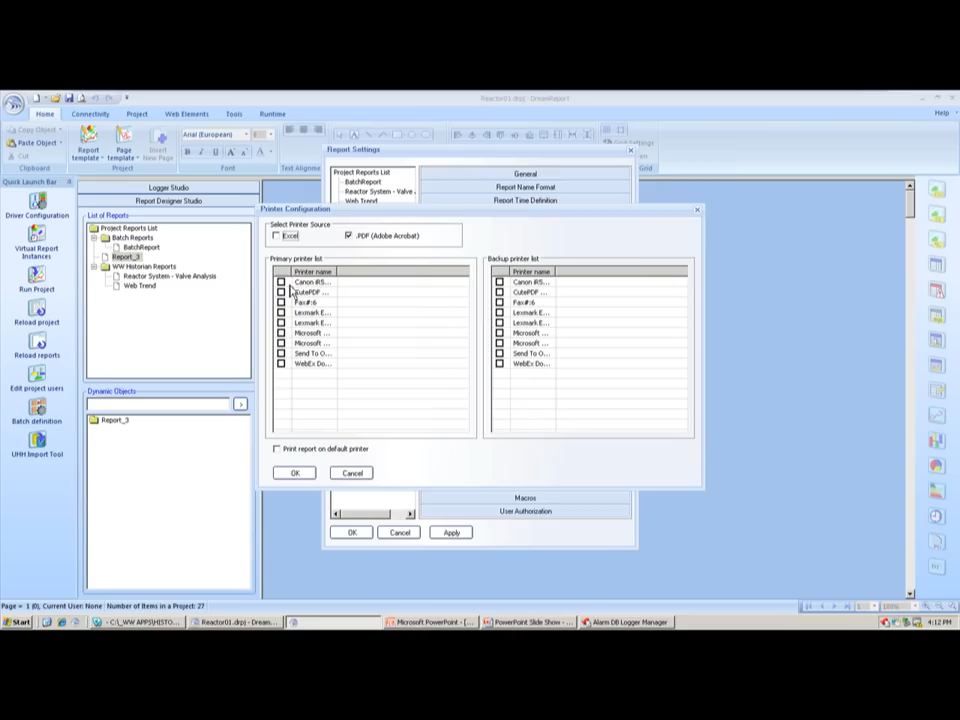 Reactor01.drpj - DreamReport
Home Connectivity Project Web Elements Tools Runtime Help
Copy Object
Paste Object
Cut
Clipboard
Report template
Page template
Insert New Page
Project
Arial (European)
B I U A A A
Font
Text Alignment
Grid
Quick Launch Bar
Driver Configuration
Virtual Report Instances
Run Project
Reload project
Reload reports
Edit project users
Batch definition
UHH Import Tool
Logger Studio
Report Designer Studio
List of Reports
Project Reports List
Batch Reports
BatchReport
Report_3
WW Historian Reports
Reactor System - Valve Analysis
Web Trend
Dynamic Objects
>
Report_3
Report Settings
Project Reports List
BatchReport
Reactor System - Valve
Web Trend
General
Report Name Format
Report Time Definition
Printer Configuration
Select Printer Source
Excel
.PDF (Adobe Acrobat)
Primary printer list
Printer name
Canon iR5...
CutePDF ...
Fax#:6
Lexmark E...
Lexmark E...
Microsoft ...
Microsoft ...
Send To O...
WebEx Do...
Backup printer list
Printer name
Canon iR5...
CutePDF ...
Fax#:6
Lexmark E...
Lexmark E...
Microsoft ...
Microsoft ...
Send To O...
WebEx Do...
Print report on default printer
OK Cancel
Macros
User Authorization
OK Cancel Apply
Page = 1 (0), Current User: None Number of Items in a Project: 27
Start
- C:\_WW APPS\HISTO...
Reactor01.drpj - Dream...
Microsoft PowerPoint - [...
PowerPoint Slide Show - ...
Alarm DB Logger Manager
4:12 PM